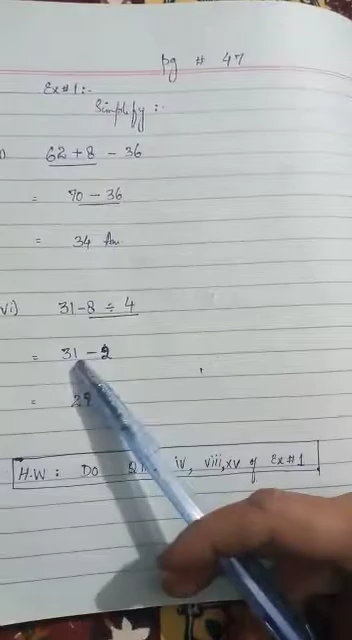 pg # 47
Ex#1:-
Simplify :-
62 + 8 - 36
= 70 - 36
= 34 Ans
vi) 31 - 8 ÷ 4
= 31 - 2
= 29
H.W : Do iv, viii, xv of Ex#1